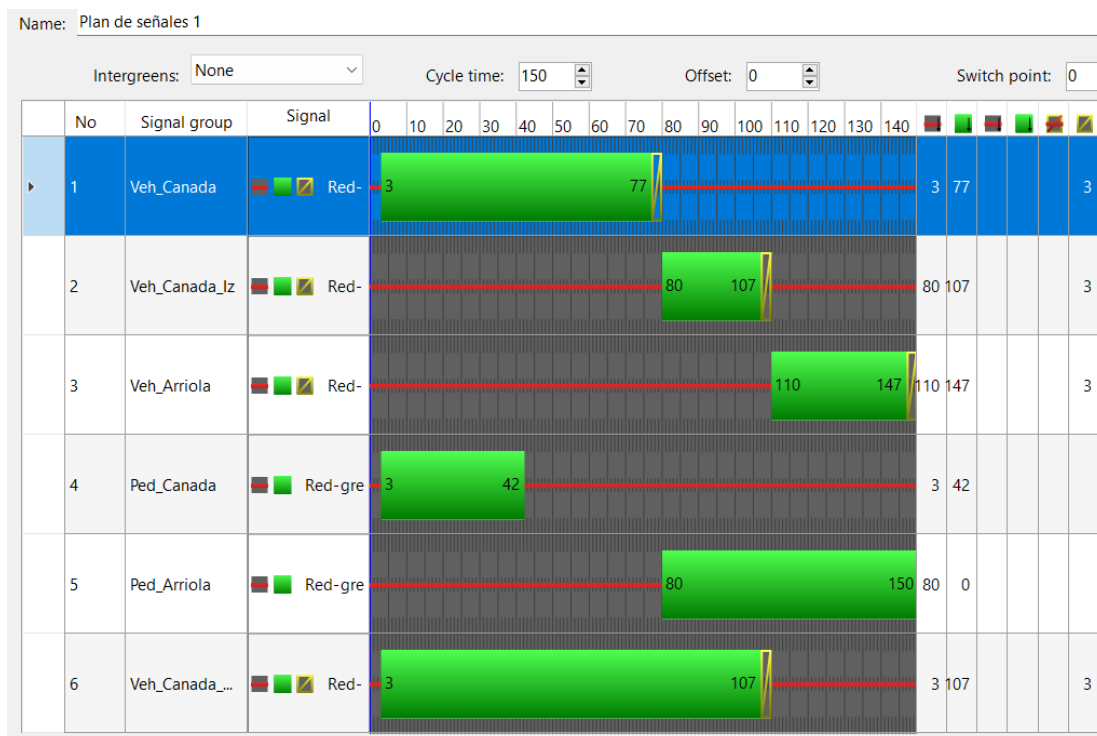 Name: Plan de señales 1
Intergreens: None Cycle time: 150 Offset: 0 Switch point: 0
No Signal group Signal 0 10 20 30 40 50 60 70 80 90 100 110 120 130 140
1 Veh_Canada Red- 3 77 3 77 3
2 Veh_Canada_Iz Red- 80 107 80 107 3
3 Veh_Arriola Red- 110 147 110 147 3
4 Ped_Canada Red-gre 3 42 3 42
5 Ped_Arriola Red-gre 80 150 80 0
6 Veh_Canada_... Red- 3 107 3 107 3